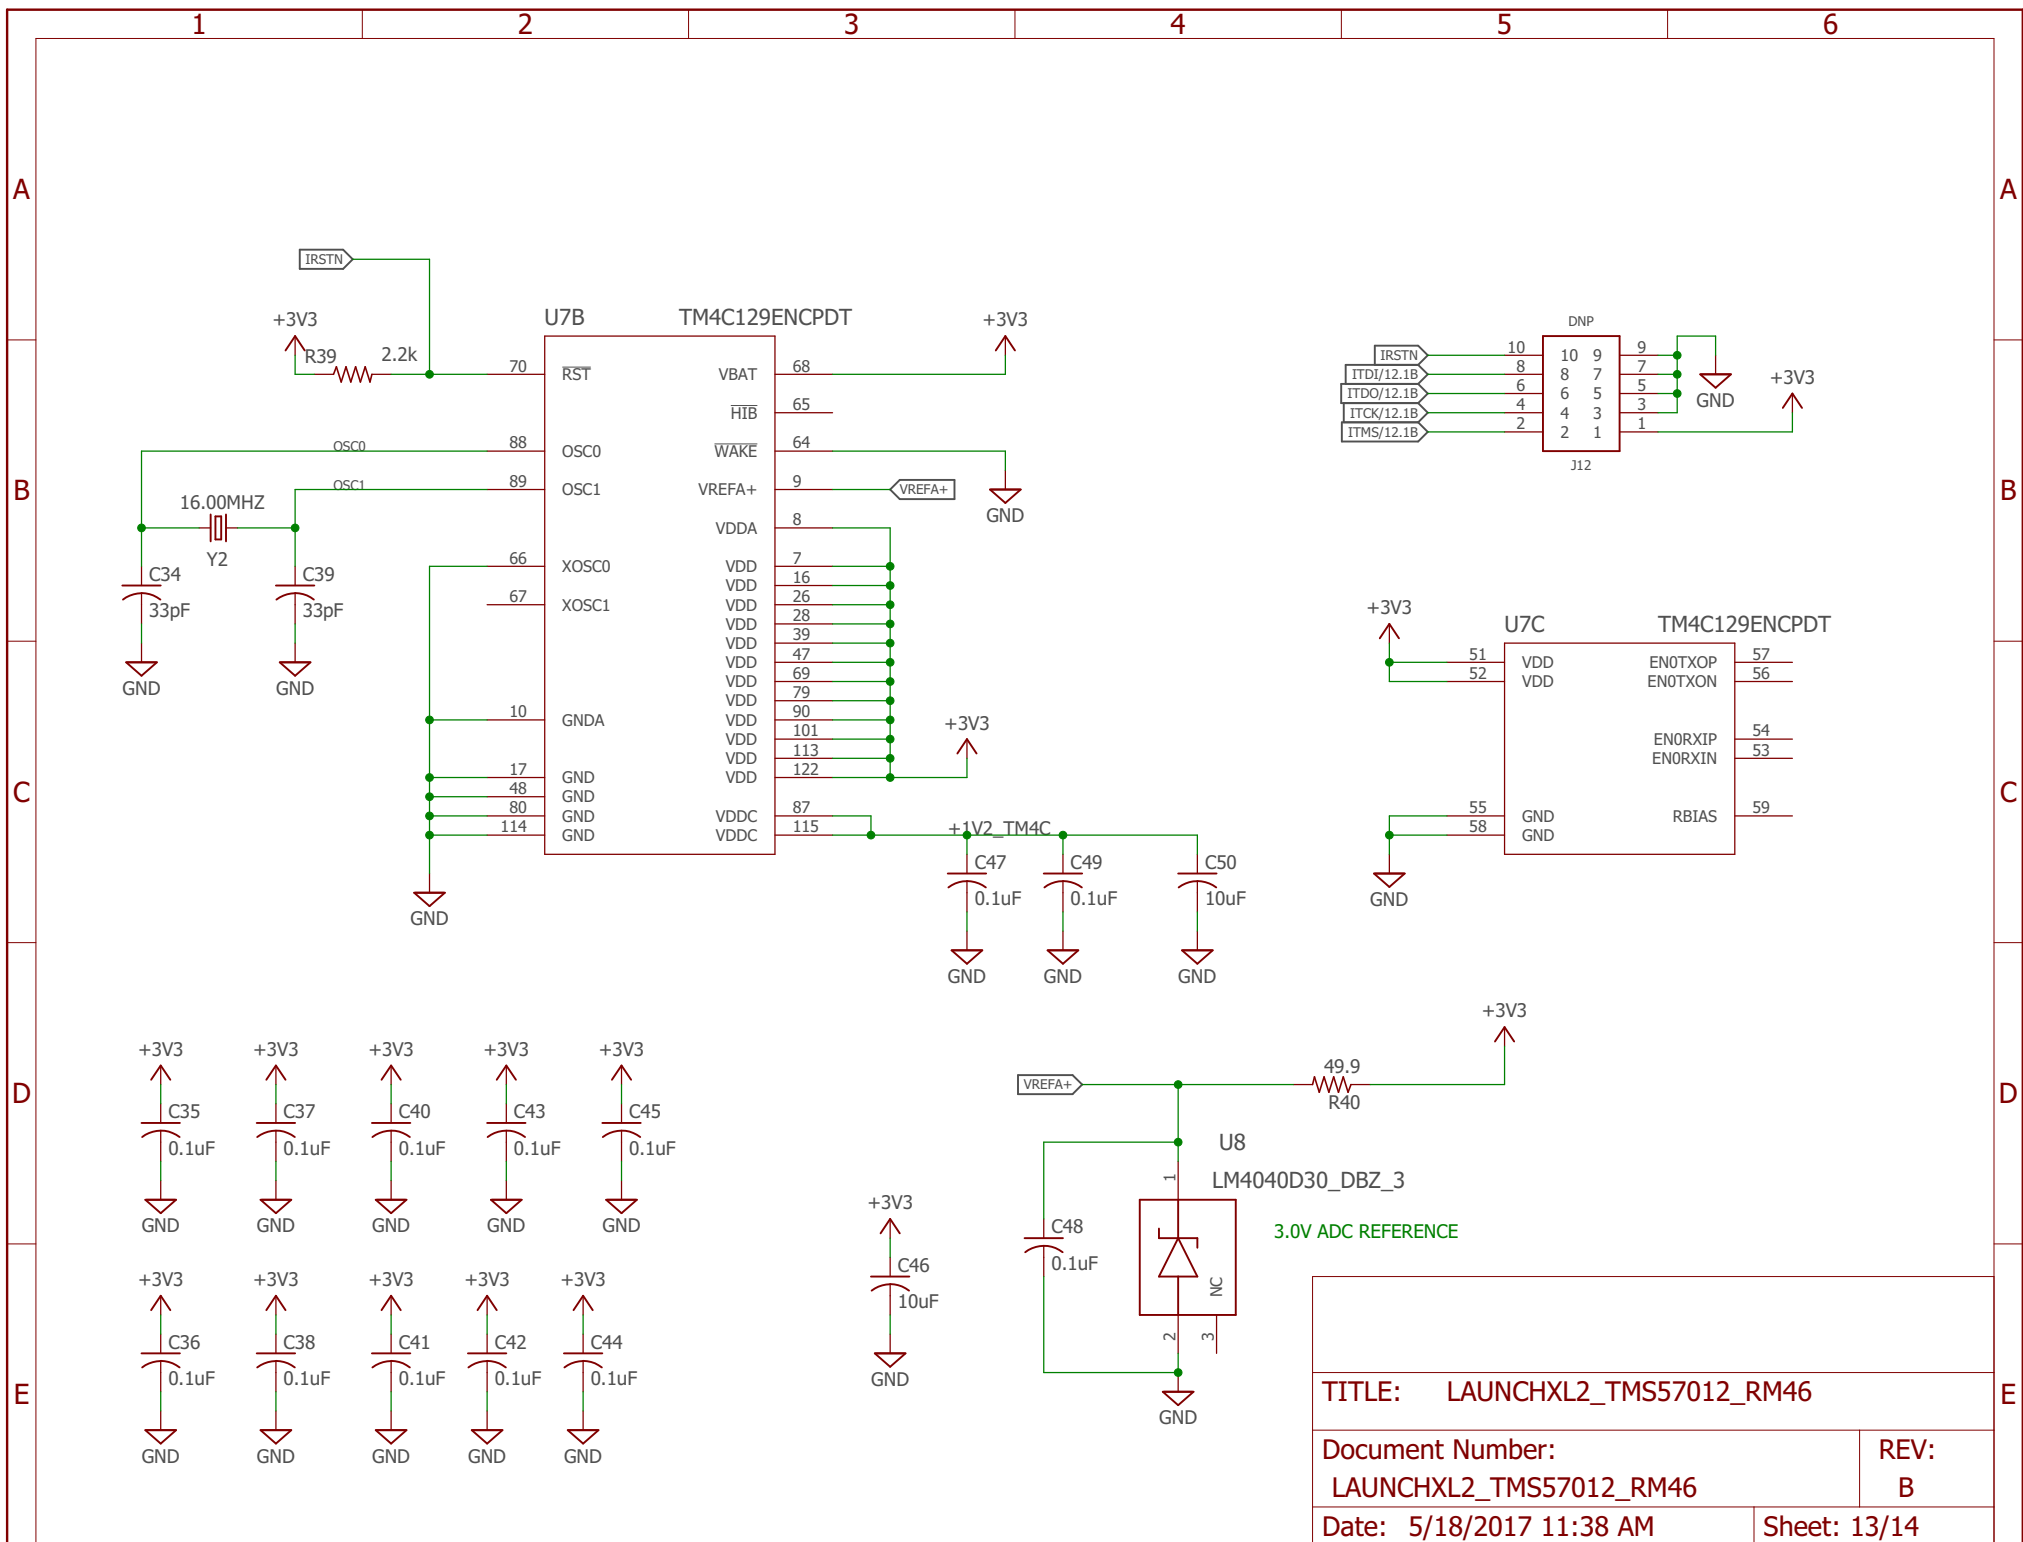 1 2 3 4 5 6
A A
B B
C C
D D
E E
IRSTN
+3V3
R39 2.2k
U7B TM4C129ENCPDT
70 RST
88 OSC0
OSC0
89 OSC1
OSC1
66 XOSC0
67 XOSC1
10 GNDA
17 GND
48 GND
80 GND
114 GND
GND
VBAT 68
+3V3
HIB 65
WAKE 64
GND
VREFA+ 9
VREFA+
VDDA 8
VDD 7
VDD 16
VDD 26
VDD 28
VDD 39
VDD 47
VDD 69
VDD 79
VDD 90
VDD 101
VDD 113
VDD 122
+3V3
VDDC 87
VDDC 115
+1V2_TM4C
C47
0.1uF
GND
C49
0.1uF
GND
C50
10uF
GND
16.00MHZ
Y2
C34
33pF
GND
C39
33pF
GND
DNP
IRSTN 10 10 9 9
ITDI/12.1B 8 8 7 7
ITDO/12.1B 6 6 5 5
ITCK/12.1B 4 4 3 3
ITMS/12.1B 2 2 1 1
J12
GND
+3V3
+3V3
U7C TM4C129ENCPDT
51 VDD EN0TXOP 57
52 VDD EN0TXON 56
EN0RXIP 54
EN0RXIN 53
55 GND RBIAS 59
58 GND
GND
+3V3 +3V3 +3V3 +3V3 +3V3
C35 C37 C40 C43 C45
0.1uF 0.1uF 0.1uF 0.1uF 0.1uF
GND GND GND GND GND
+3V3 +3V3 +3V3 +3V3 +3V3
C36 C38 C41 C42 C44
0.1uF 0.1uF 0.1uF 0.1uF 0.1uF
GND GND GND GND GND
+3V3
C46
10uF
GND
+3V3
VREFA+
49.9
R40
U8
LM4040D30_DBZ_3
1
C48
0.1uF
NC
2 3
GND
3.0V ADC REFERENCE
TITLE: LAUNCHXL2_TMS57012_RM46
Document Number: REV:
LAUNCHXL2_TMS57012_RM46 B
Date: 5/18/2017 11:38 AM Sheet: 13/14